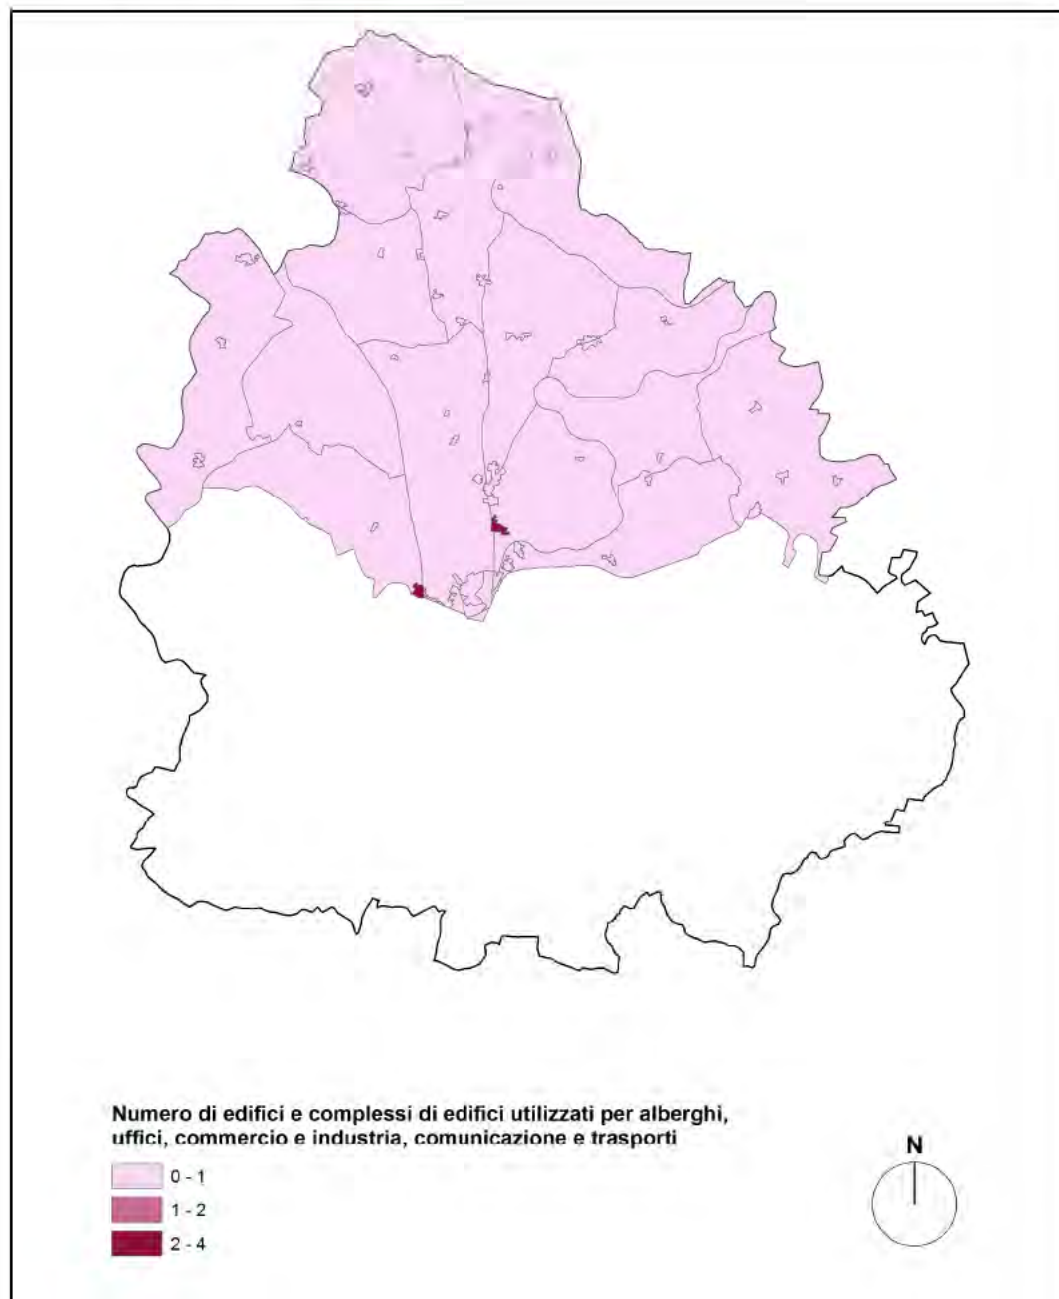 Numero di edifici e complessi di edifici utilizzati per alberghi,
uffici, commercio e industria, comunicazione e trasporti
0 - 1
1 - 2
2 - 4
N